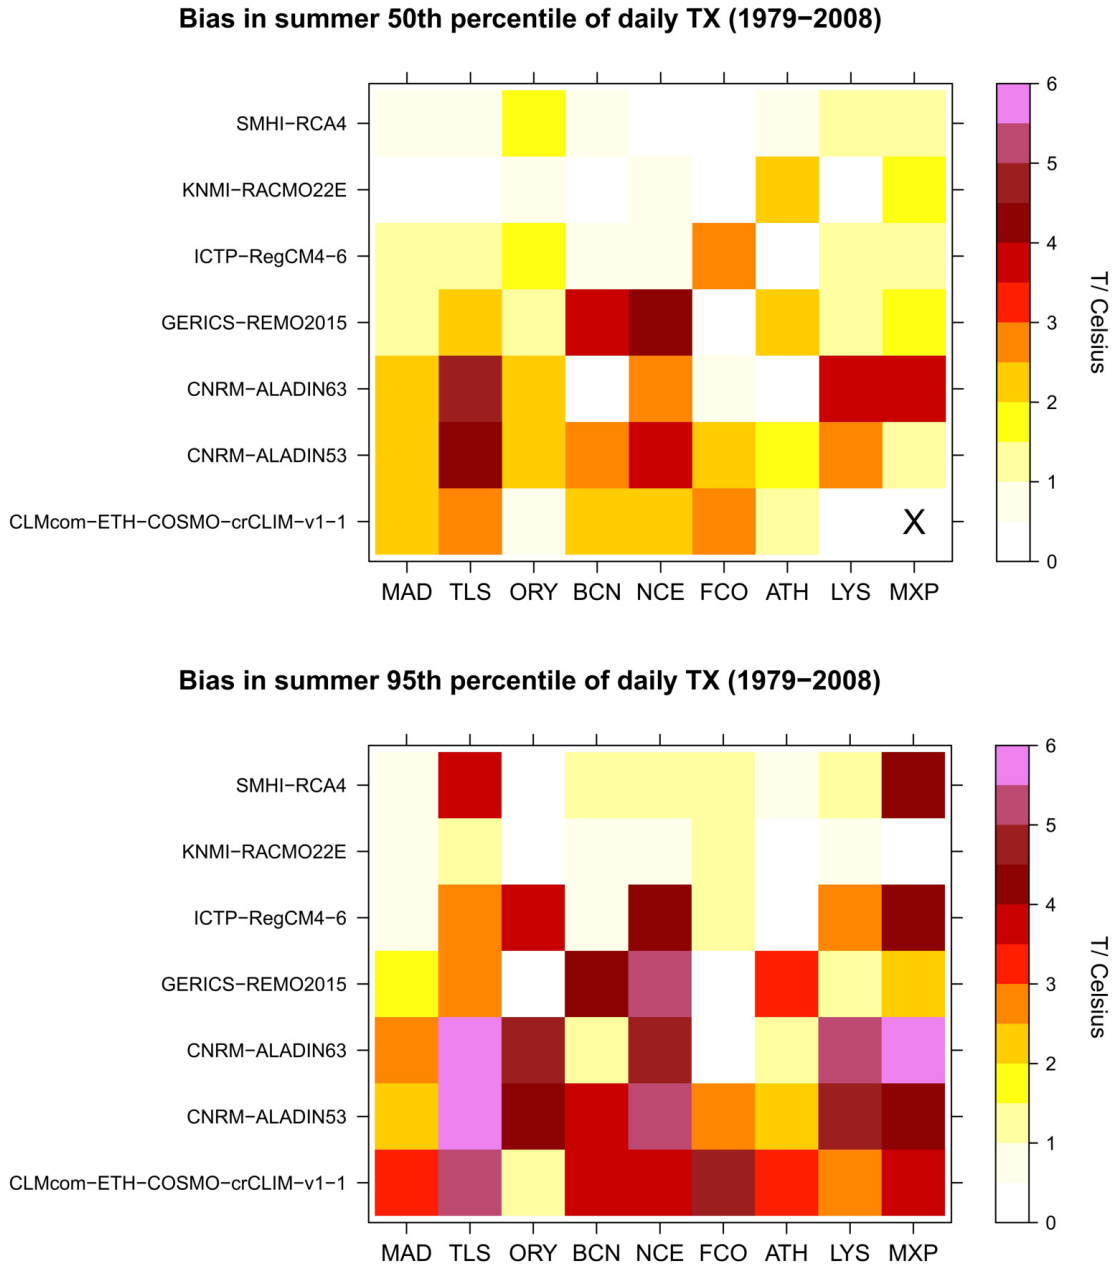 Bias in summer 50th percentile of daily TX (1979−2008)
SMHI−RCA4
KNMI−RACMO22E
ICTP−RegCM4−6
GERICS−REMO2015
CNRM−ALADIN63
CNRM−ALADIN53
CLMcom−ETH−COSMO−crCLIM−v1−1
X
MAD TLS ORY BCN NCE FCO ATH LYS MXP
6
5
4
3
2
1
0
T/ Celsius
Bias in summer 95th percentile of daily TX (1979−2008)
SMHI−RCA4
KNMI−RACMO22E
ICTP−RegCM4−6
GERICS−REMO2015
CNRM−ALADIN63
CNRM−ALADIN53
CLMcom−ETH−COSMO−crCLIM−v1−1
MAD TLS ORY BCN NCE FCO ATH LYS MXP
6
5
4
3
2
1
0
T/ Celsius